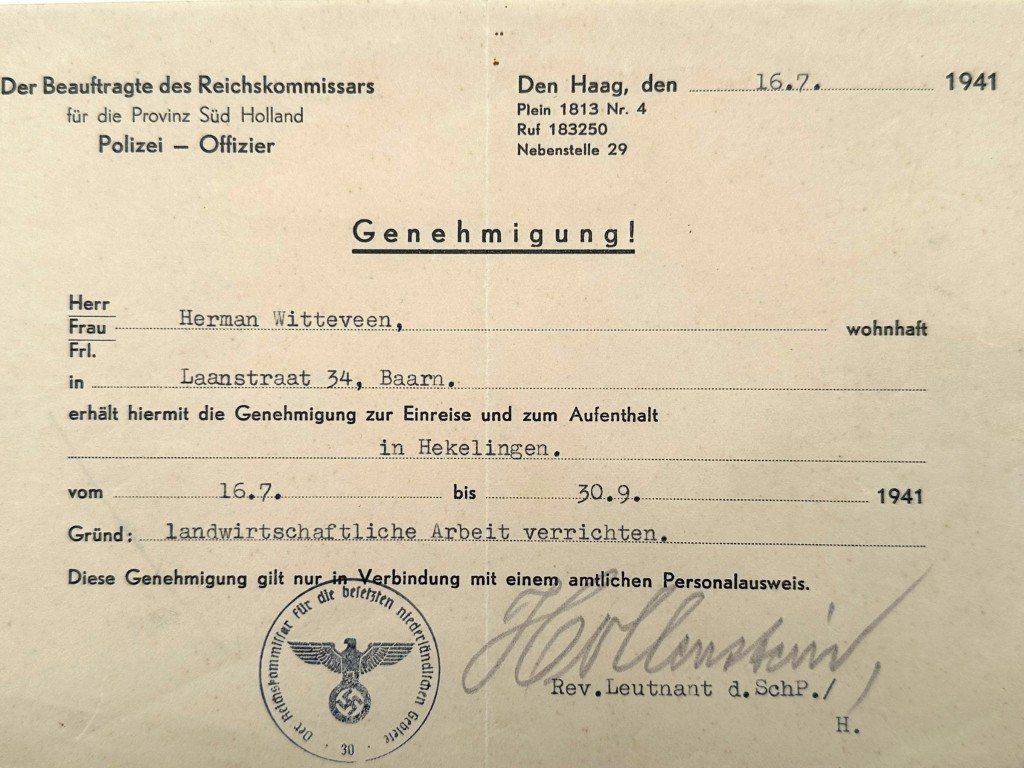 Der Beauftragte des Reichskommissars
für die Provinz Süd Holland
Polizei – Offizier
Den Haag, den 16.7. 1941
Plein 1813 Nr. 4
Ruf 183250
Nebenstelle 29
Genehmigung!
Herr
Frau
Frl.
Herman Witteveen, wohnhaft
in Laanstraat 34, Baarn.
erhält hiermit die Genehmigung zur Einreise und zum Aufenthalt
in Hekelingen.
vom 16.7. bis 30.9. 1941
Gründ: landwirtschaftliche Arbeit verrichten.
Diese Genehmigung gilt nur in Verbindung mit einem amtlichen Personalausweis.
Der Reichskommissar für die besetzten niederländischen Gebiete
30
Hollenstein
Rev.Leutnant d.SchP./
H.